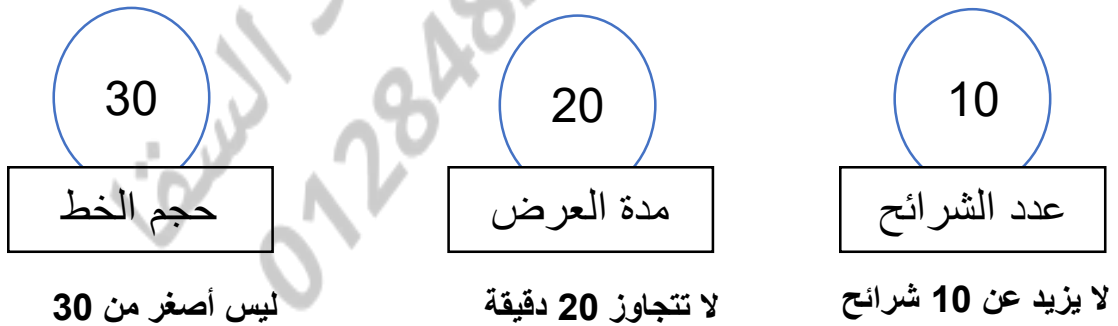 10
20
30
عدد الشرائح
مدة العرض
حجم الخط
لا يزيد عن 10 شرائح
لا تتجاوز 20 دقيقة
ليس أصغر من 30